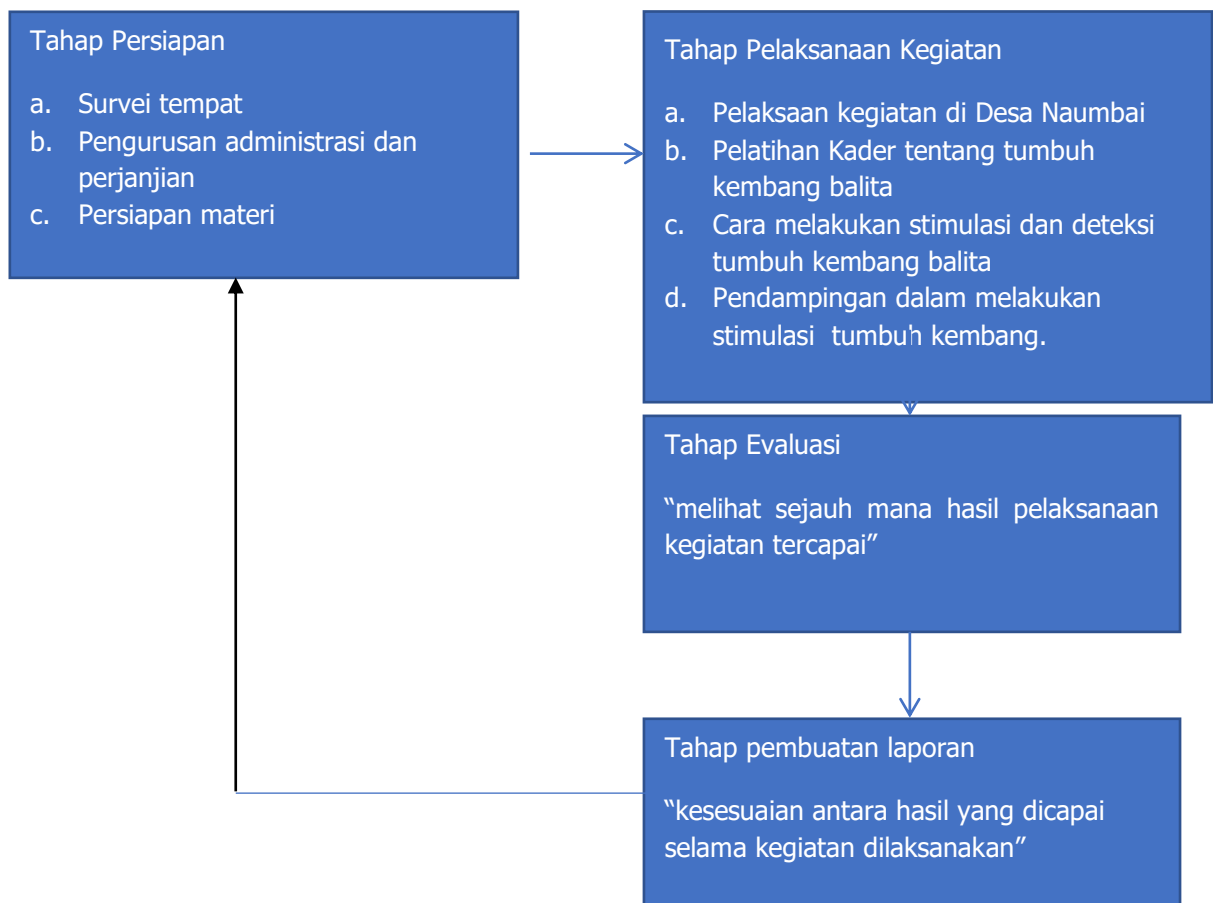 Tahap Persiapan
a. Survei tempat
b. Pengurusan administrasi dan
perjanjian
c. Persiapan materi
Tahap Pelaksanaan Kegiatan
a. Pelaksaan kegiatan di Desa Naumbai
b. Pelatihan Kader tentang tumbuh
kembang balita
c. Cara melakukan stimulasi dan deteksi
tumbuh kembang balita
d. Pendampingan dalam melakukan
stimulasi tumbuh kembang.
Tahap Evaluasi
“melihat sejauh mana hasil pelaksanaan
kegiatan tercapai”
Tahap pembuatan laporan
“kesesuaian antara hasil yang dicapai
selama kegiatan dilaksanakan”